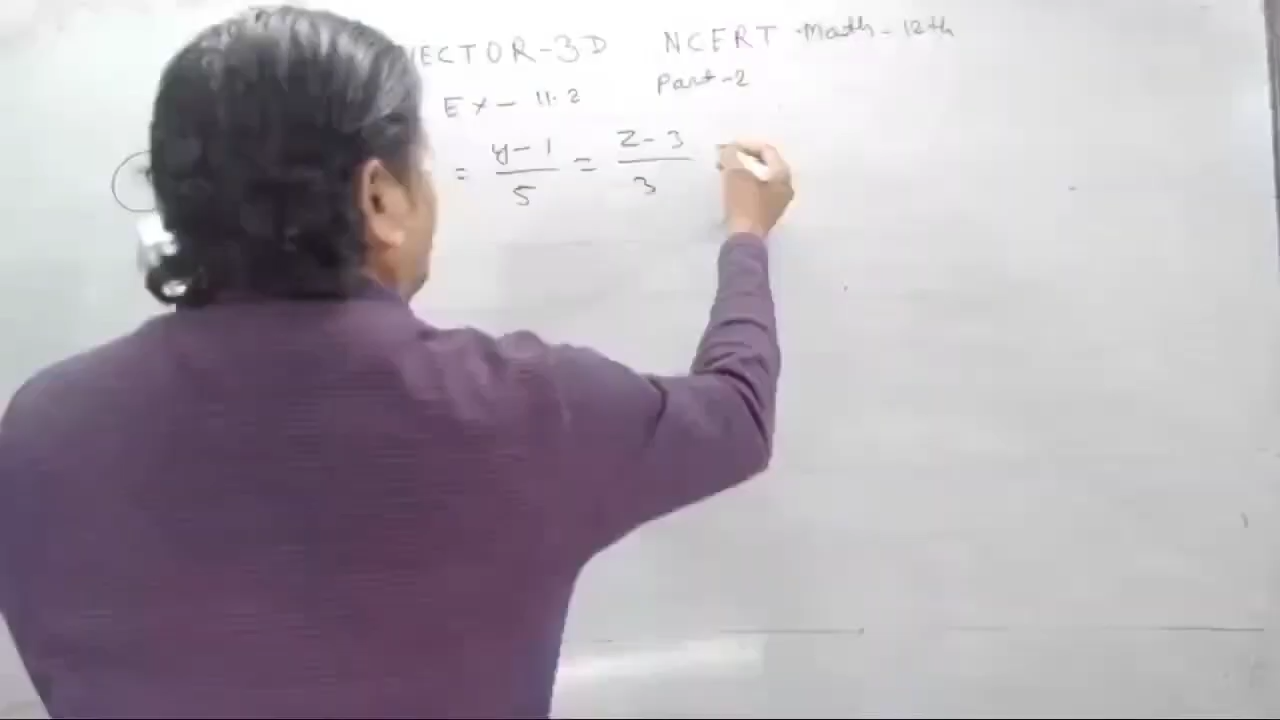 VECTOR-3D NCERT -Math-12th
Ex-11.2 Part-2
= y-1/5 = z-3/3